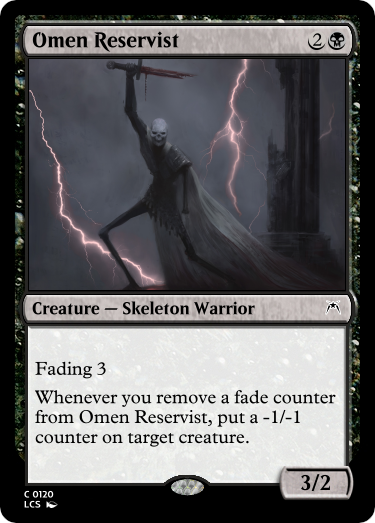 Omen Reservist 2
Creature — Skeleton Warrior
Fading 3
Whenever you remove a fade counter
from Omen Reservist, put a -1/-1
counter on target creature.
3/2
C 0120
LCS